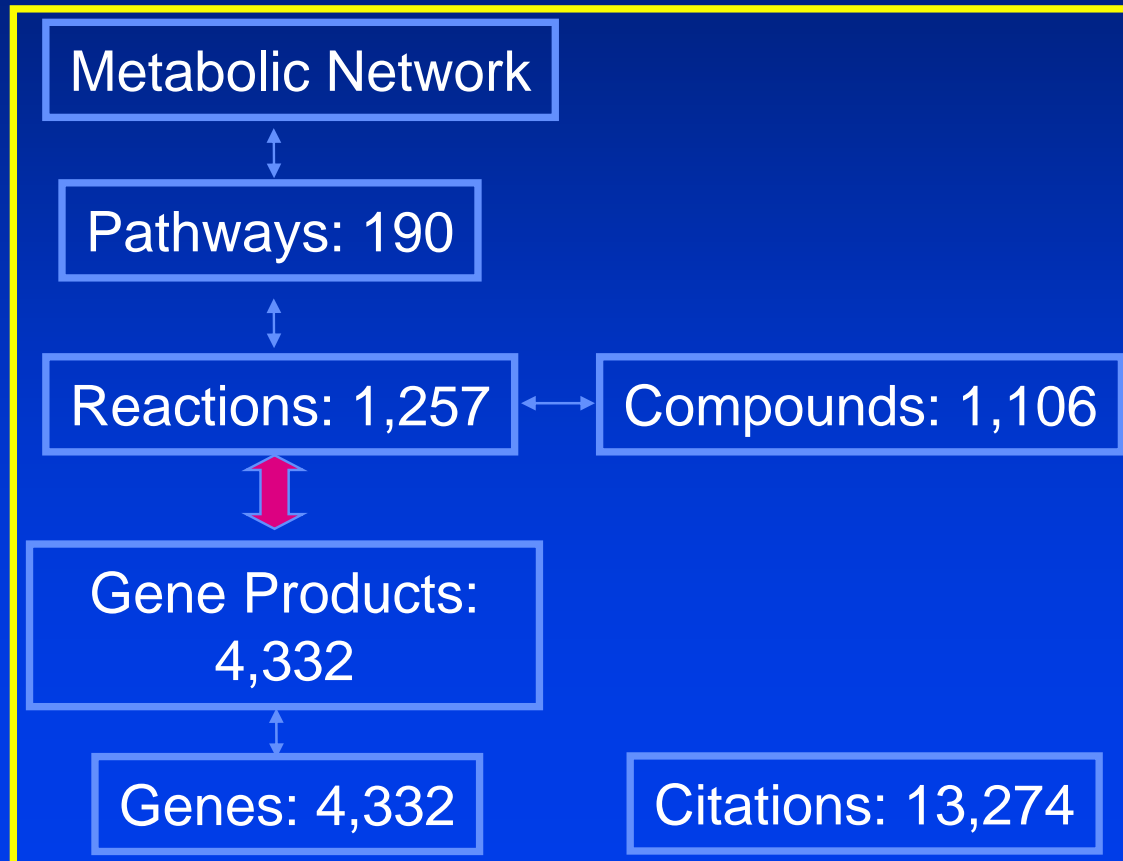 Metabolic Network
Pathways: 190
Reactions: 1,257
Compounds: 1,106
Gene Products:
4,332
Genes: 4,332
Citations: 13,274